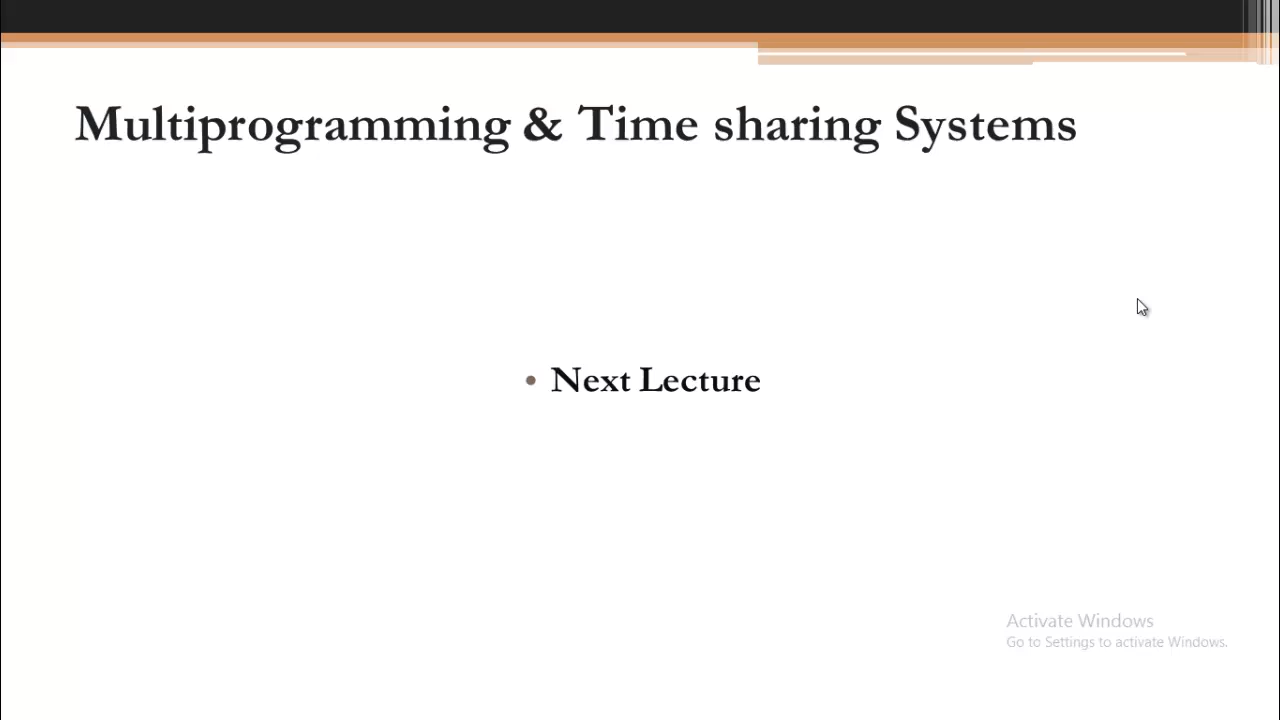 Multiprogramming & Time sharing Systems
• Next Lecture
Activate Windows
Go to Settings to activate Windows.